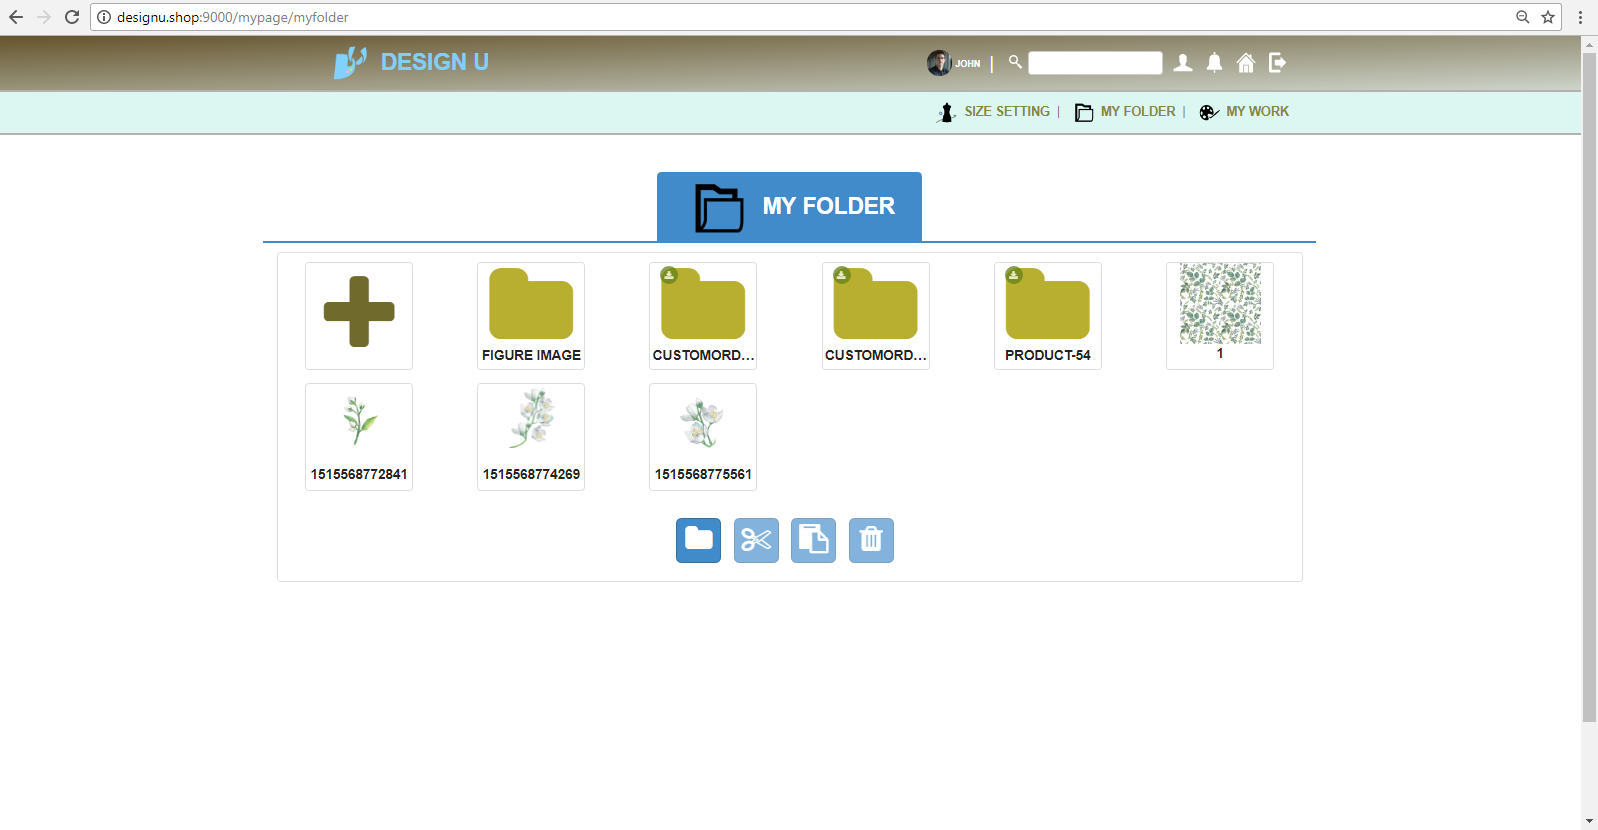 designu.shop:9000/mypage/myfolder
DESIGN U
JOHN |
SIZE SETTING | MY FOLDER | MY WORK
MY FOLDER
FIGURE IMAGE
CUSTOMORD...
CUSTOMORD...
PRODUCT-54
1
1515568772841
1515568774269
1515568775561